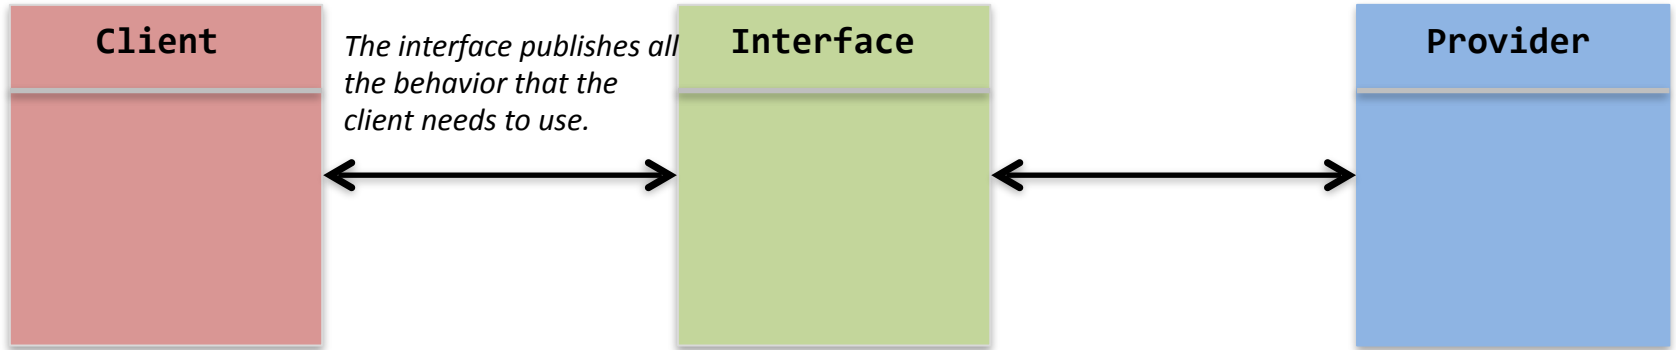 Client
The interface publishes all
the behavior that the
client needs to use.
Interface
Provider